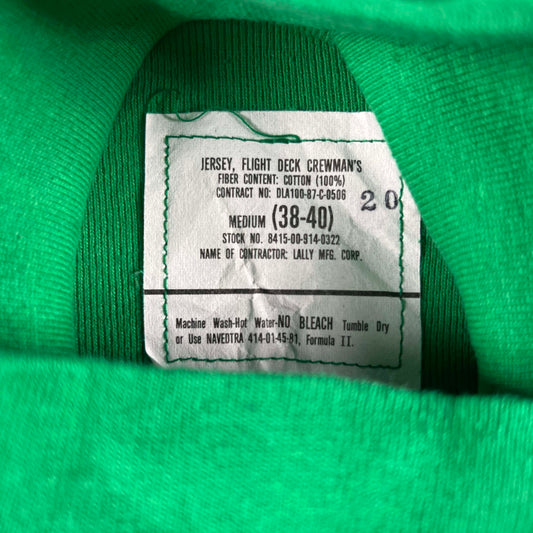 JERSEY, FLIGHT DECK CREWMAN'S
FIBER CONTENT: COTTON (100%)
CONTRACT NO: DLA100-87-C-0506
20
MEDIUM (38-40)
STOCK NO. 8415-00-914-0322
NAME OF CONTRACTOR: LALLY MFG. CORP.
Machine Wash-Hot Water-NO BLEACH Tumble Dry
or Use NAVEDTRA 414-01-45-81, Formula II.